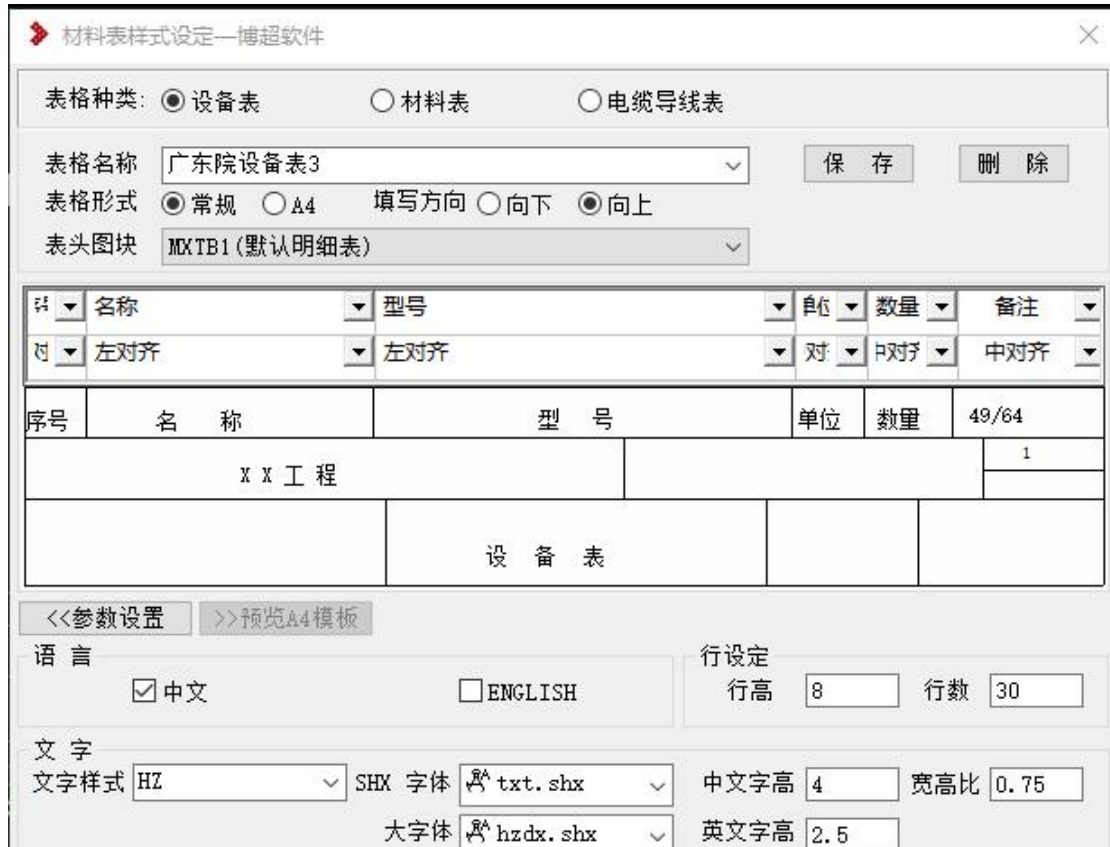 材料表样式设定—博超软件
表格种类: 设备表 材料表 电缆导线表
表格名称 广东院设备表3 保 存 删 除
表格形式 常规 A4 填写方向 向下 向上
表头图块 MXTB1(默认明细表)
名称 型号 单位 数量 备注
对 左对齐 左对齐 对 中对齐 中对齐
序号 名 称 型 号 单位 数量 49/64
X X 工 程 1
设 备 表
<<参数设置 >>预览A4模板
语 言 行设定
中文 ENGLISH 行高 8 行数 30
文 字
文字样式 HZ SHX 字体 txt.shx 中文字高 4 宽高比 0.75
大字体 hzdx.shx 英文字高 2.5